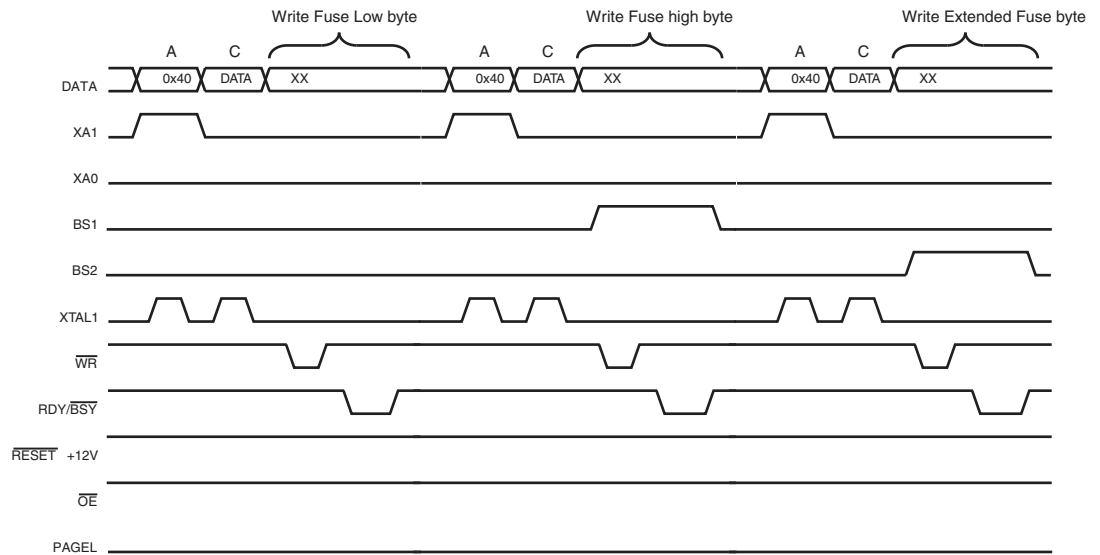 Write Fuse Low byte Write Fuse high byte Write Extended Fuse byte
A C A C A C
DATA 0x40 DATA XX 0x40 DATA XX 0x40 DATA XX
XA1
XA0
BS1
BS2
XTAL1
WR
RDY/BSY
RESET +12V
OE
PAGEL